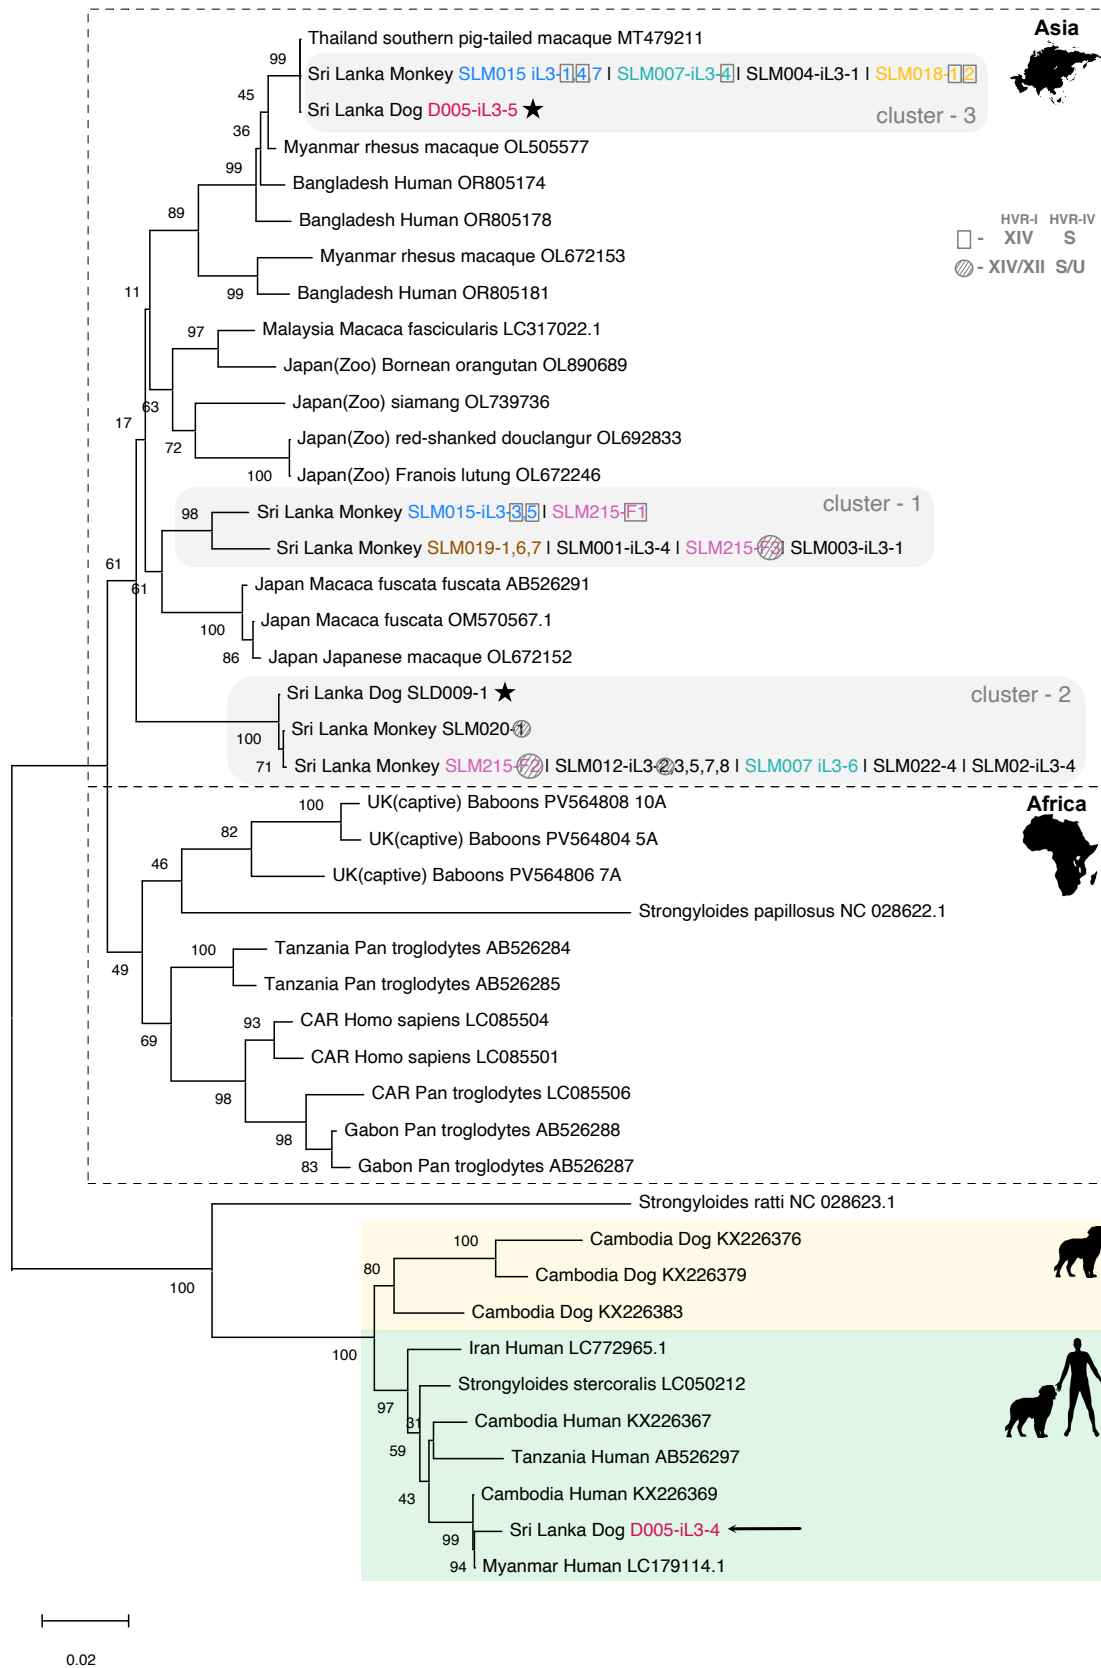 Asia
99
Thailand southern pig-tailed macaque MT479211
Sri Lanka Monkey SLM015 iL3-1,4,7 I SLM007-iL3-4 I SLM004-iL3-1 I SLM018-1 2
45
Sri Lanka Dog D005-iL3-5 ★
cluster - 3
36
Myanmar rhesus macaque OL505577
99
Bangladesh Human OR805174
89
Bangladesh Human OR805178
HVR-I HVR-IV
- XIV S
- XIV/XII S/U
Myanmar rhesus macaque OL672153
99
Bangladesh Human OR805181
11
97
Malaysia Macaca fascicularis LC317022.1
Japan(Zoo) Bornean orangutan OL890689
63
Japan(Zoo) siamang OL739736
17
72
Japan(Zoo) red-shanked douclangur OL692833
100
Japan(Zoo) Franois lutung OL672246
cluster - 1
98
Sri Lanka Monkey SLM015-iL3-3,5 I SLM215-F1
Sri Lanka Monkey SLM019-1,6,7 I SLM001-iL3-4 I SLM215-F3 I SLM003-iL3-1
61
61
Japan Macaca fuscata fuscata AB526291
Japan Macaca fuscata OM570567.1
100
86
Japan Japanese macaque OL672152
Sri Lanka Dog SLD009-1 ★
cluster - 2
Sri Lanka Monkey SLM020-1
100
71
Sri Lanka Monkey SLM215-F2 I SLM012-iL3-2,3,5,7,8 I SLM007 iL3-6 I SLM022-4 I SLM02-iL3-4
Africa
100
UK(captive) Baboons PV564808 10A
82
UK(captive) Baboons PV564804 5A
46
UK(captive) Baboons PV564806 7A
Strongyloides papillosus NC 028622.1
100
Tanzania Pan troglodytes AB526284
49
Tanzania Pan troglodytes AB526285
93
CAR Homo sapiens LC085504
69
CAR Homo sapiens LC085501
98
CAR Pan troglodytes LC085506
98
Gabon Pan troglodytes AB526288
83
Gabon Pan troglodytes AB526287
Strongyloides ratti NC 028623.1
100
100
Cambodia Dog KX226376
80
Cambodia Dog KX226379
Cambodia Dog KX226383
100
Iran Human LC772965.1
Strongyloides stercoralis LC050212
97
31
Cambodia Human KX226367
59
Tanzania Human AB526297
43
Cambodia Human KX226369
99
Sri Lanka Dog D005-iL3-4
94
Myanmar Human LC179114.1
0.02